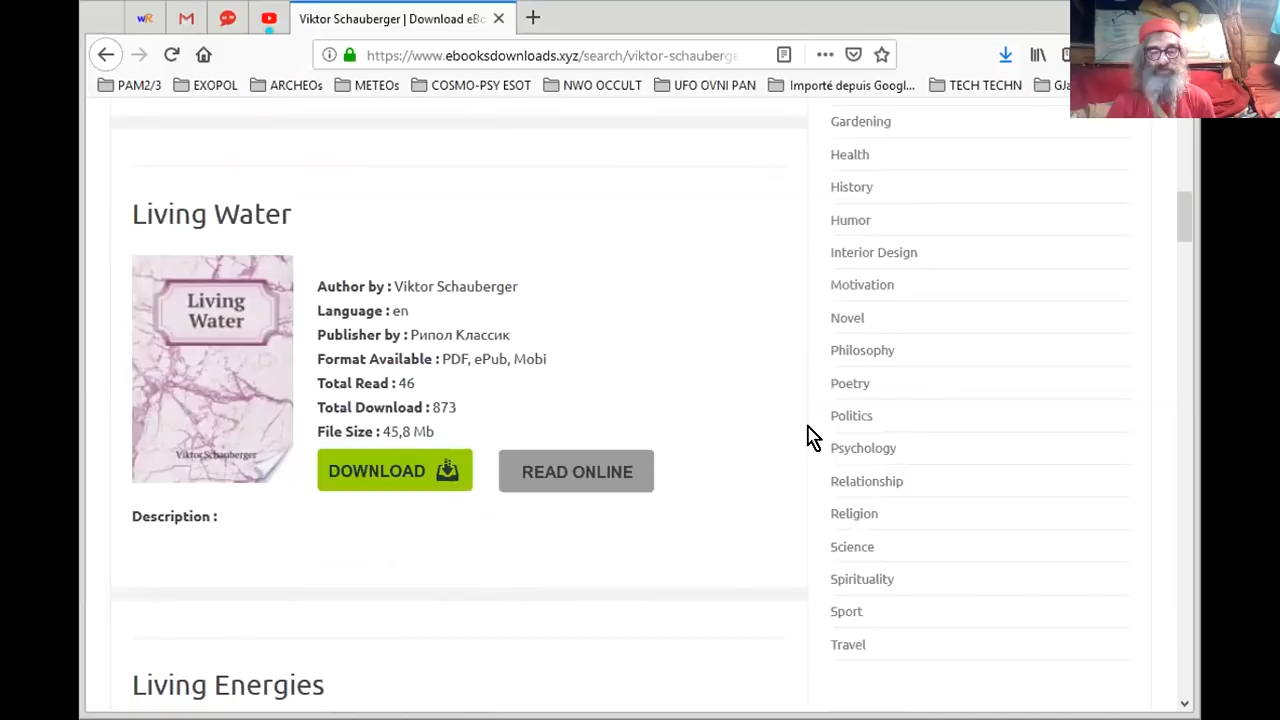 wR
Viktor Schauberger | Download eBo
https://www.ebooksdownloads.xyz/search/viktor-schauberge
PAM2/3
EXOPOL
ARCHEOs
METEOs
COSMO-PSY ESOT
NWO OCCULT
UFO OVNI PAN
Importé depuis Googl...
TECH TECHN
GJa
Living Water
Living
Water
Viktor Schauberger
Author by : Viktor Schauberger
Language : en
Publisher by : Рипол Классик
Format Available : PDF, ePub, Mobi
Total Read : 46
Total Download : 873
File Size : 45,8 Mb
DOWNLOAD
READ ONLINE
Description :
Living Energies
Gardening
Health
History
Humor
Interior Design
Motivation
Novel
Philosophy
Poetry
Politics
Psychology
Relationship
Religion
Science
Spirituality
Sport
Travel